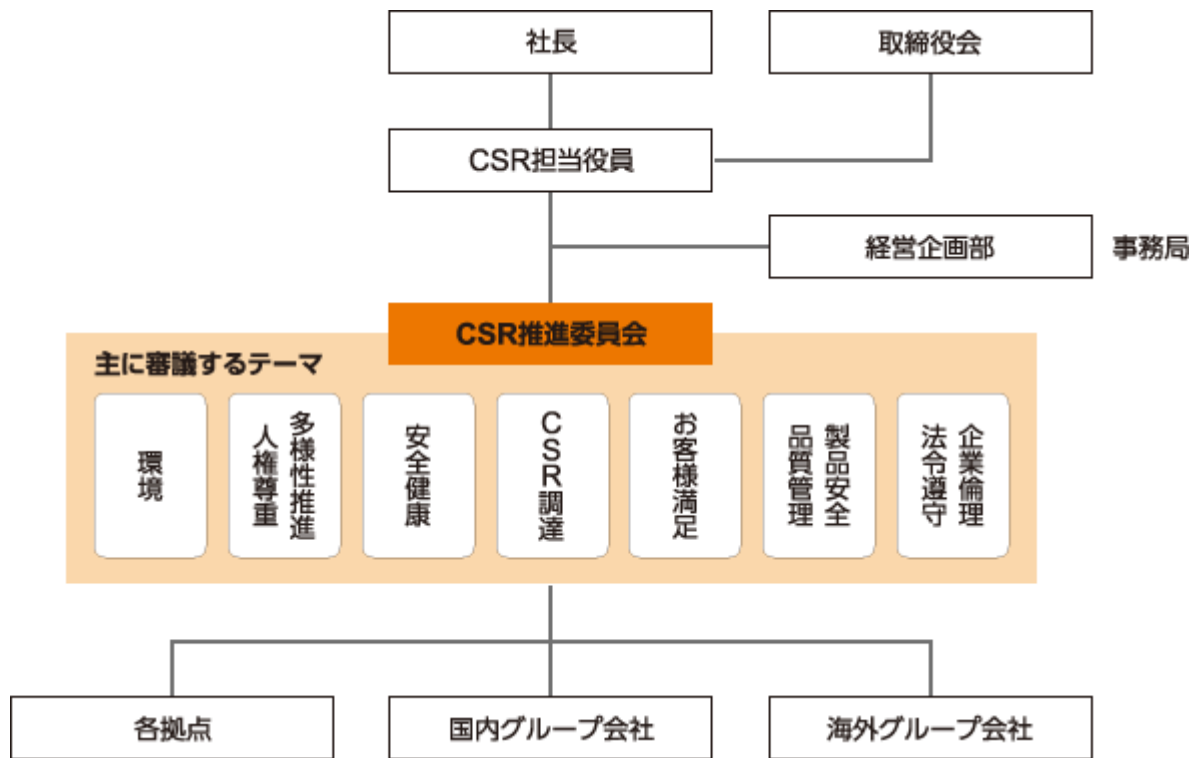 社長
取締役会
CSR担当役員
経営企画部
事務局
CSR推進委員会
主に審議するテーマ
環境
多様性推進
人権尊重
安全健康
CSR調達
お客様満足
製品安全
品質管理
企業倫理
法令遵守
各拠点
国内グループ会社
海外グループ会社